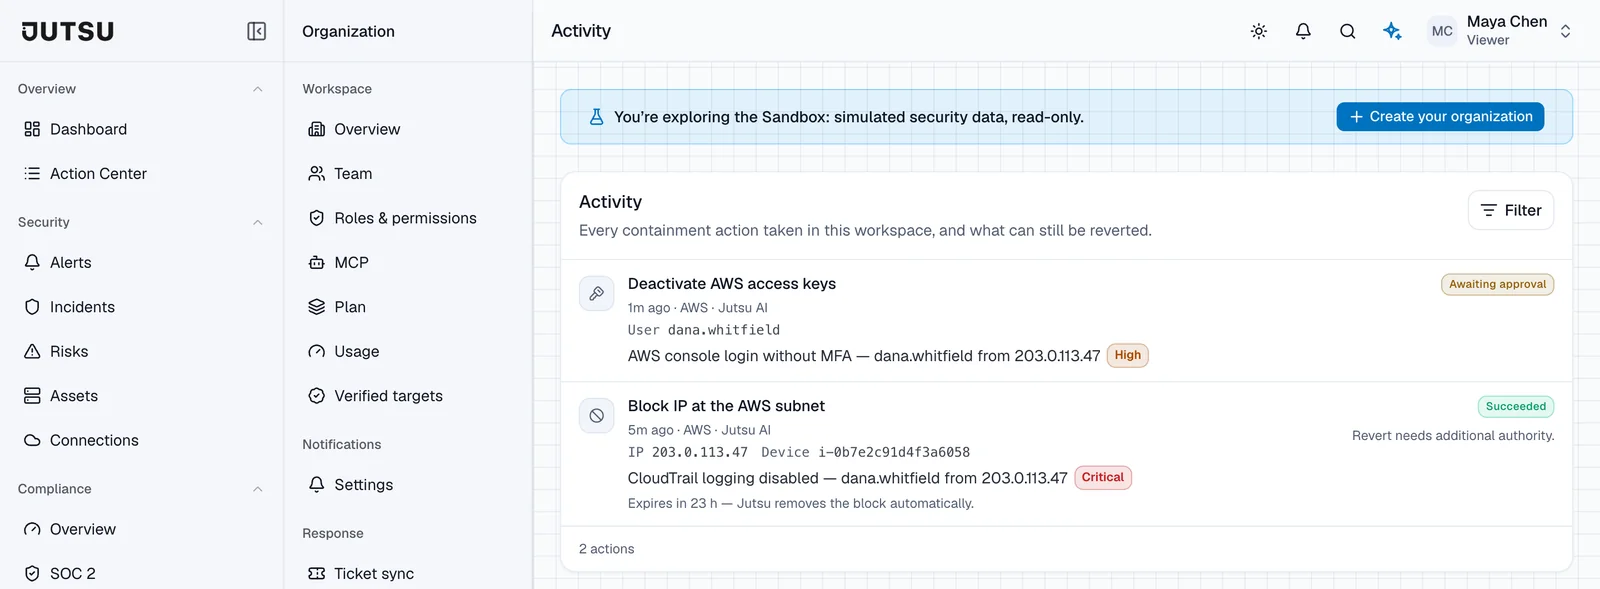 JUTSU
Overview
Dashboard
Action Center
Security
Alerts
Incidents
Risks
Assets
Connections
Compliance
Overview
SOC 2
Organization
Workspace
Overview
Team
Roles & permissions
MCP
Plan
Usage
Verified targets
Notifications
Settings
Response
Ticket sync
Activity
MC
Maya Chen
Viewer
You’re exploring the Sandbox: simulated security data, read-only.
Create your organization
Activity
Every containment action taken in this workspace, and what can still be reverted.
Filter
Deactivate AWS access keys
Awaiting approval
1m ago · AWS · Jutsu AI
User dana.whitfield
AWS console login without MFA — dana.whitfield from 203.0.113.47 High
Block IP at the AWS subnet
Succeeded
5m ago · AWS · Jutsu AI
Revert needs additional authority.
IP 203.0.113.47 Device i-0b7e2c91d4f3a6058
CloudTrail logging disabled — dana.whitfield from 203.0.113.47 Critical
Expires in 23 h — Jutsu removes the block automatically.
2 actions